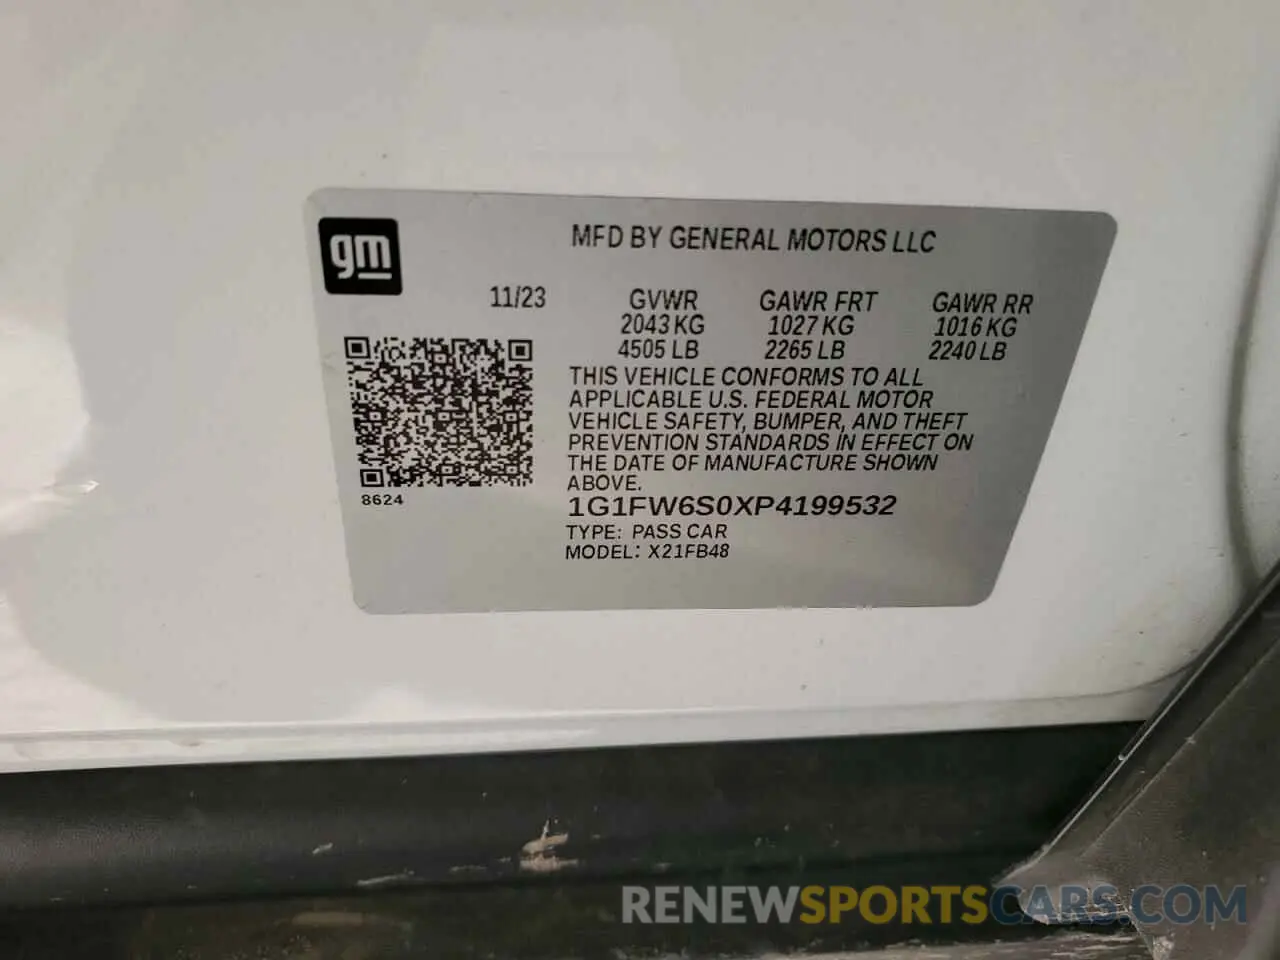 gm
MFD BY GENERAL MOTORS LLC
11/23 GVWR GAWR FRT GAWR RR
2043 KG 1027 KG 1016 KG
4505 LB 2265 LB 2240 LB
THIS VEHICLE CONFORMS TO ALL
APPLICABLE U.S. FEDERAL MOTOR
VEHICLE SAFETY, BUMPER, AND THEFT
PREVENTION STANDARDS IN EFFECT ON
THE DATE OF MANUFACTURE SHOWN
ABOVE.
8624
1G1FW6S0XP4199532
TYPE: PASS CAR
MODEL: X21FB48
RENEWSPORTSCARS.COM